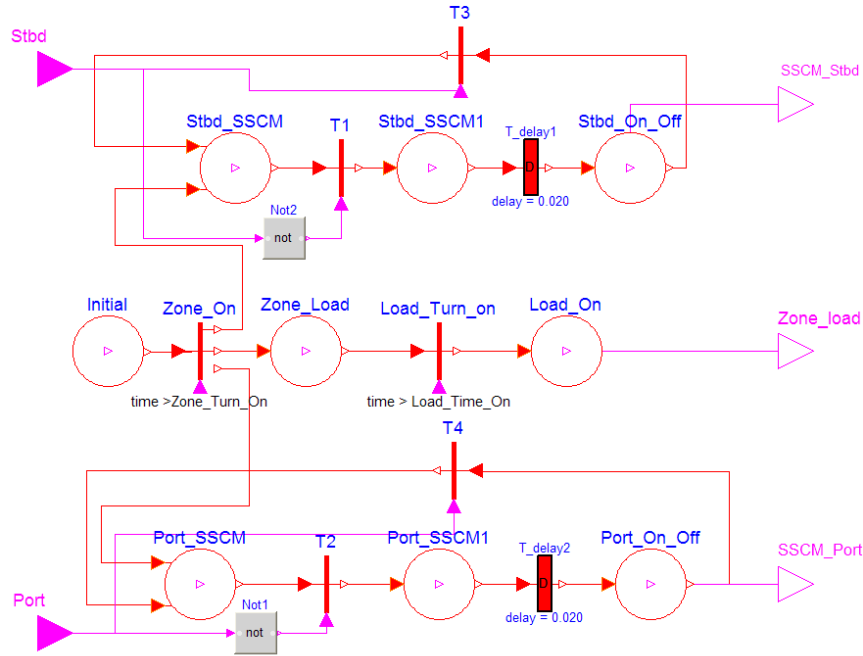 T3
Stbd
SSCM_Stbd
Stbd_SSCM
T1
Stbd_SSCM1
T_delay1
Stbd_On_Off
D
delay = 0.020
Not2
not
Initial
Zone_On
Zone_Load
Load_Turn_on
Load_On
Zone_load
time >Zone_Turn_On
time > Load_Time_On
T4
Port_SSCM
T2
Port_SSCM1
T_delay2
Port_On_Off
SSCM_Port
D
delay = 0.020
Port
Not1
not